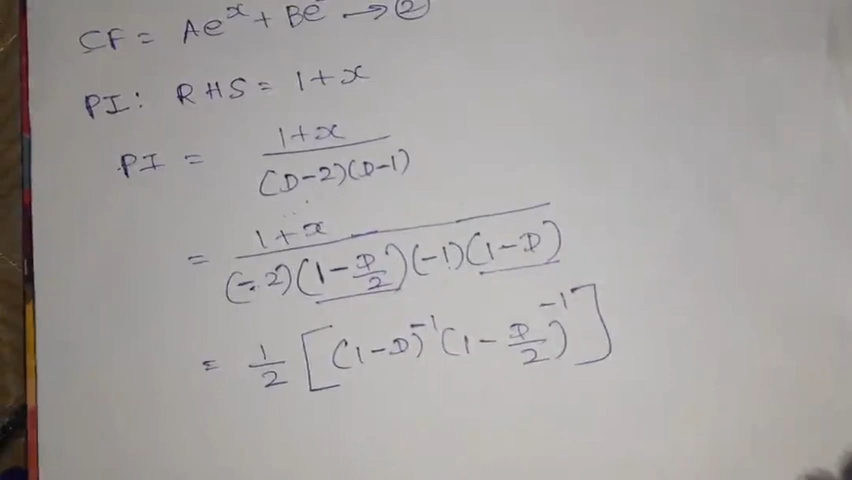 CF = Ae^x + Be → ②
PI: RHS = 1+x
PI = (1+x)/((D-2)(D-1))
= (1+x)/((-2)(1-D/2)(-1)(1-D))
= 1/2 [(1-D)^-1 (1-D/2)^-1]